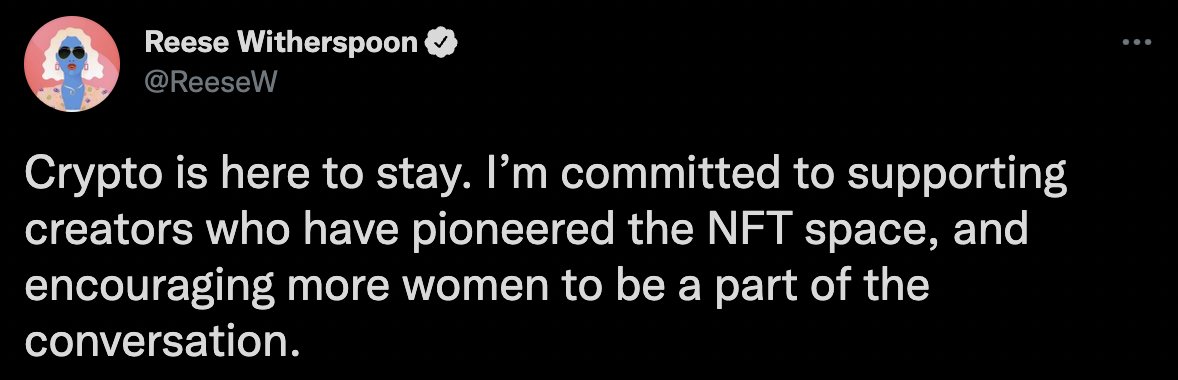 Reese Witherspoon
@ReeseW
Crypto is here to stay. I’m committed to supporting
creators who have pioneered the NFT space, and
encouraging more women to be a part of the
conversation.